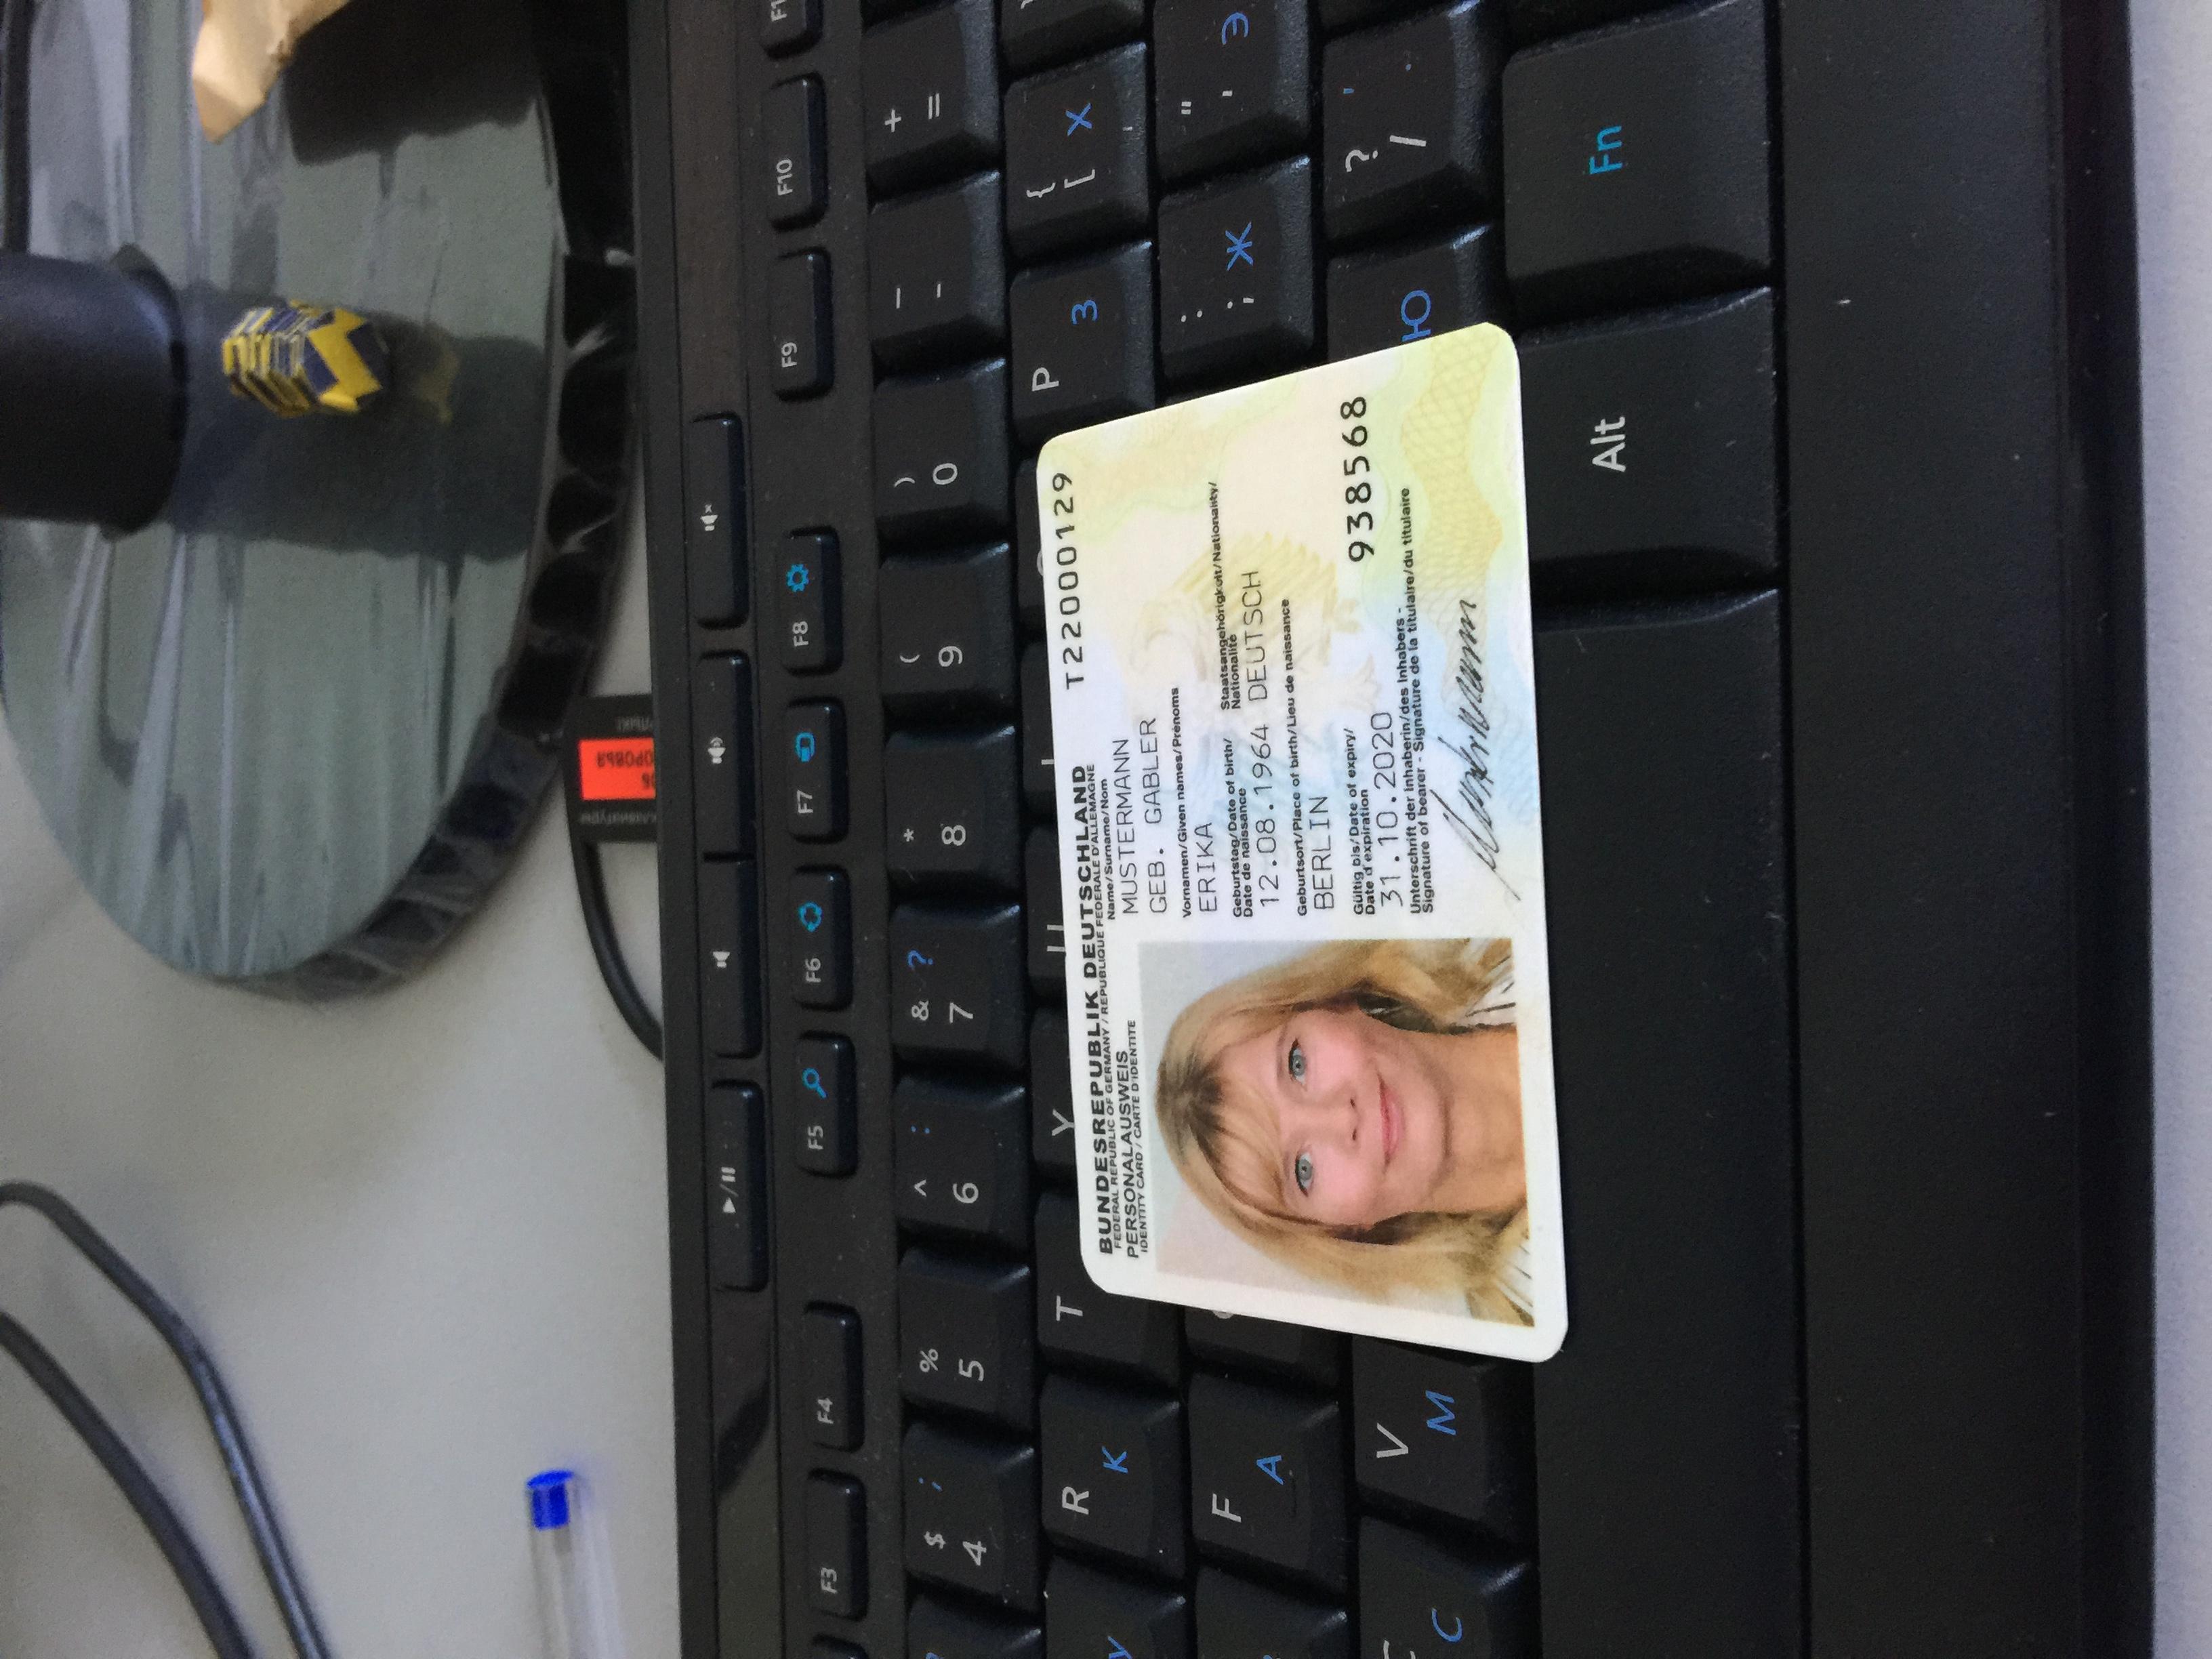 ОРОВЬЯ
F3 F4 F5 F6 F7 F8 F9 F10
$ ; % ^ : & ? * ( ) — +
4 5 6 7 8 9 0 - =
R T Y P {
К З [ Х
BUNDESREPUBLIK DEUTSCHLAND
FEDERAL REPUBLIC OF GERMANY / REPUBLIQUE FEDERALE D'ALLEMAGNE
PERSONALAUSWEIS
IDENTITY CARD / CARTE D'IDENTITE
T22000129
Name/Surname/Nom
MUSTERMANN
GEB. GABLER
Vornamen/Given names/Prénoms
ERIKA
Geburtstag/Date of birth/
Date de naissance
Staatsangehörigkeit/Nationality/
Nationalité
12.08.1964 DEUTSCH
Geburtsort/Place of birth/Lieu de naissance
BERLIN
Gültig bis/Date of expiry/
Date d'expiration
31.10.2020
938568
Unterschrift der Inhaberin/des Inhabers -
Signature of bearer - Signature de la titulaire/du titulaire
Mustermann
F : "
А ; Ж ' Э
V ? '
С М Ю / .
Alt Fn